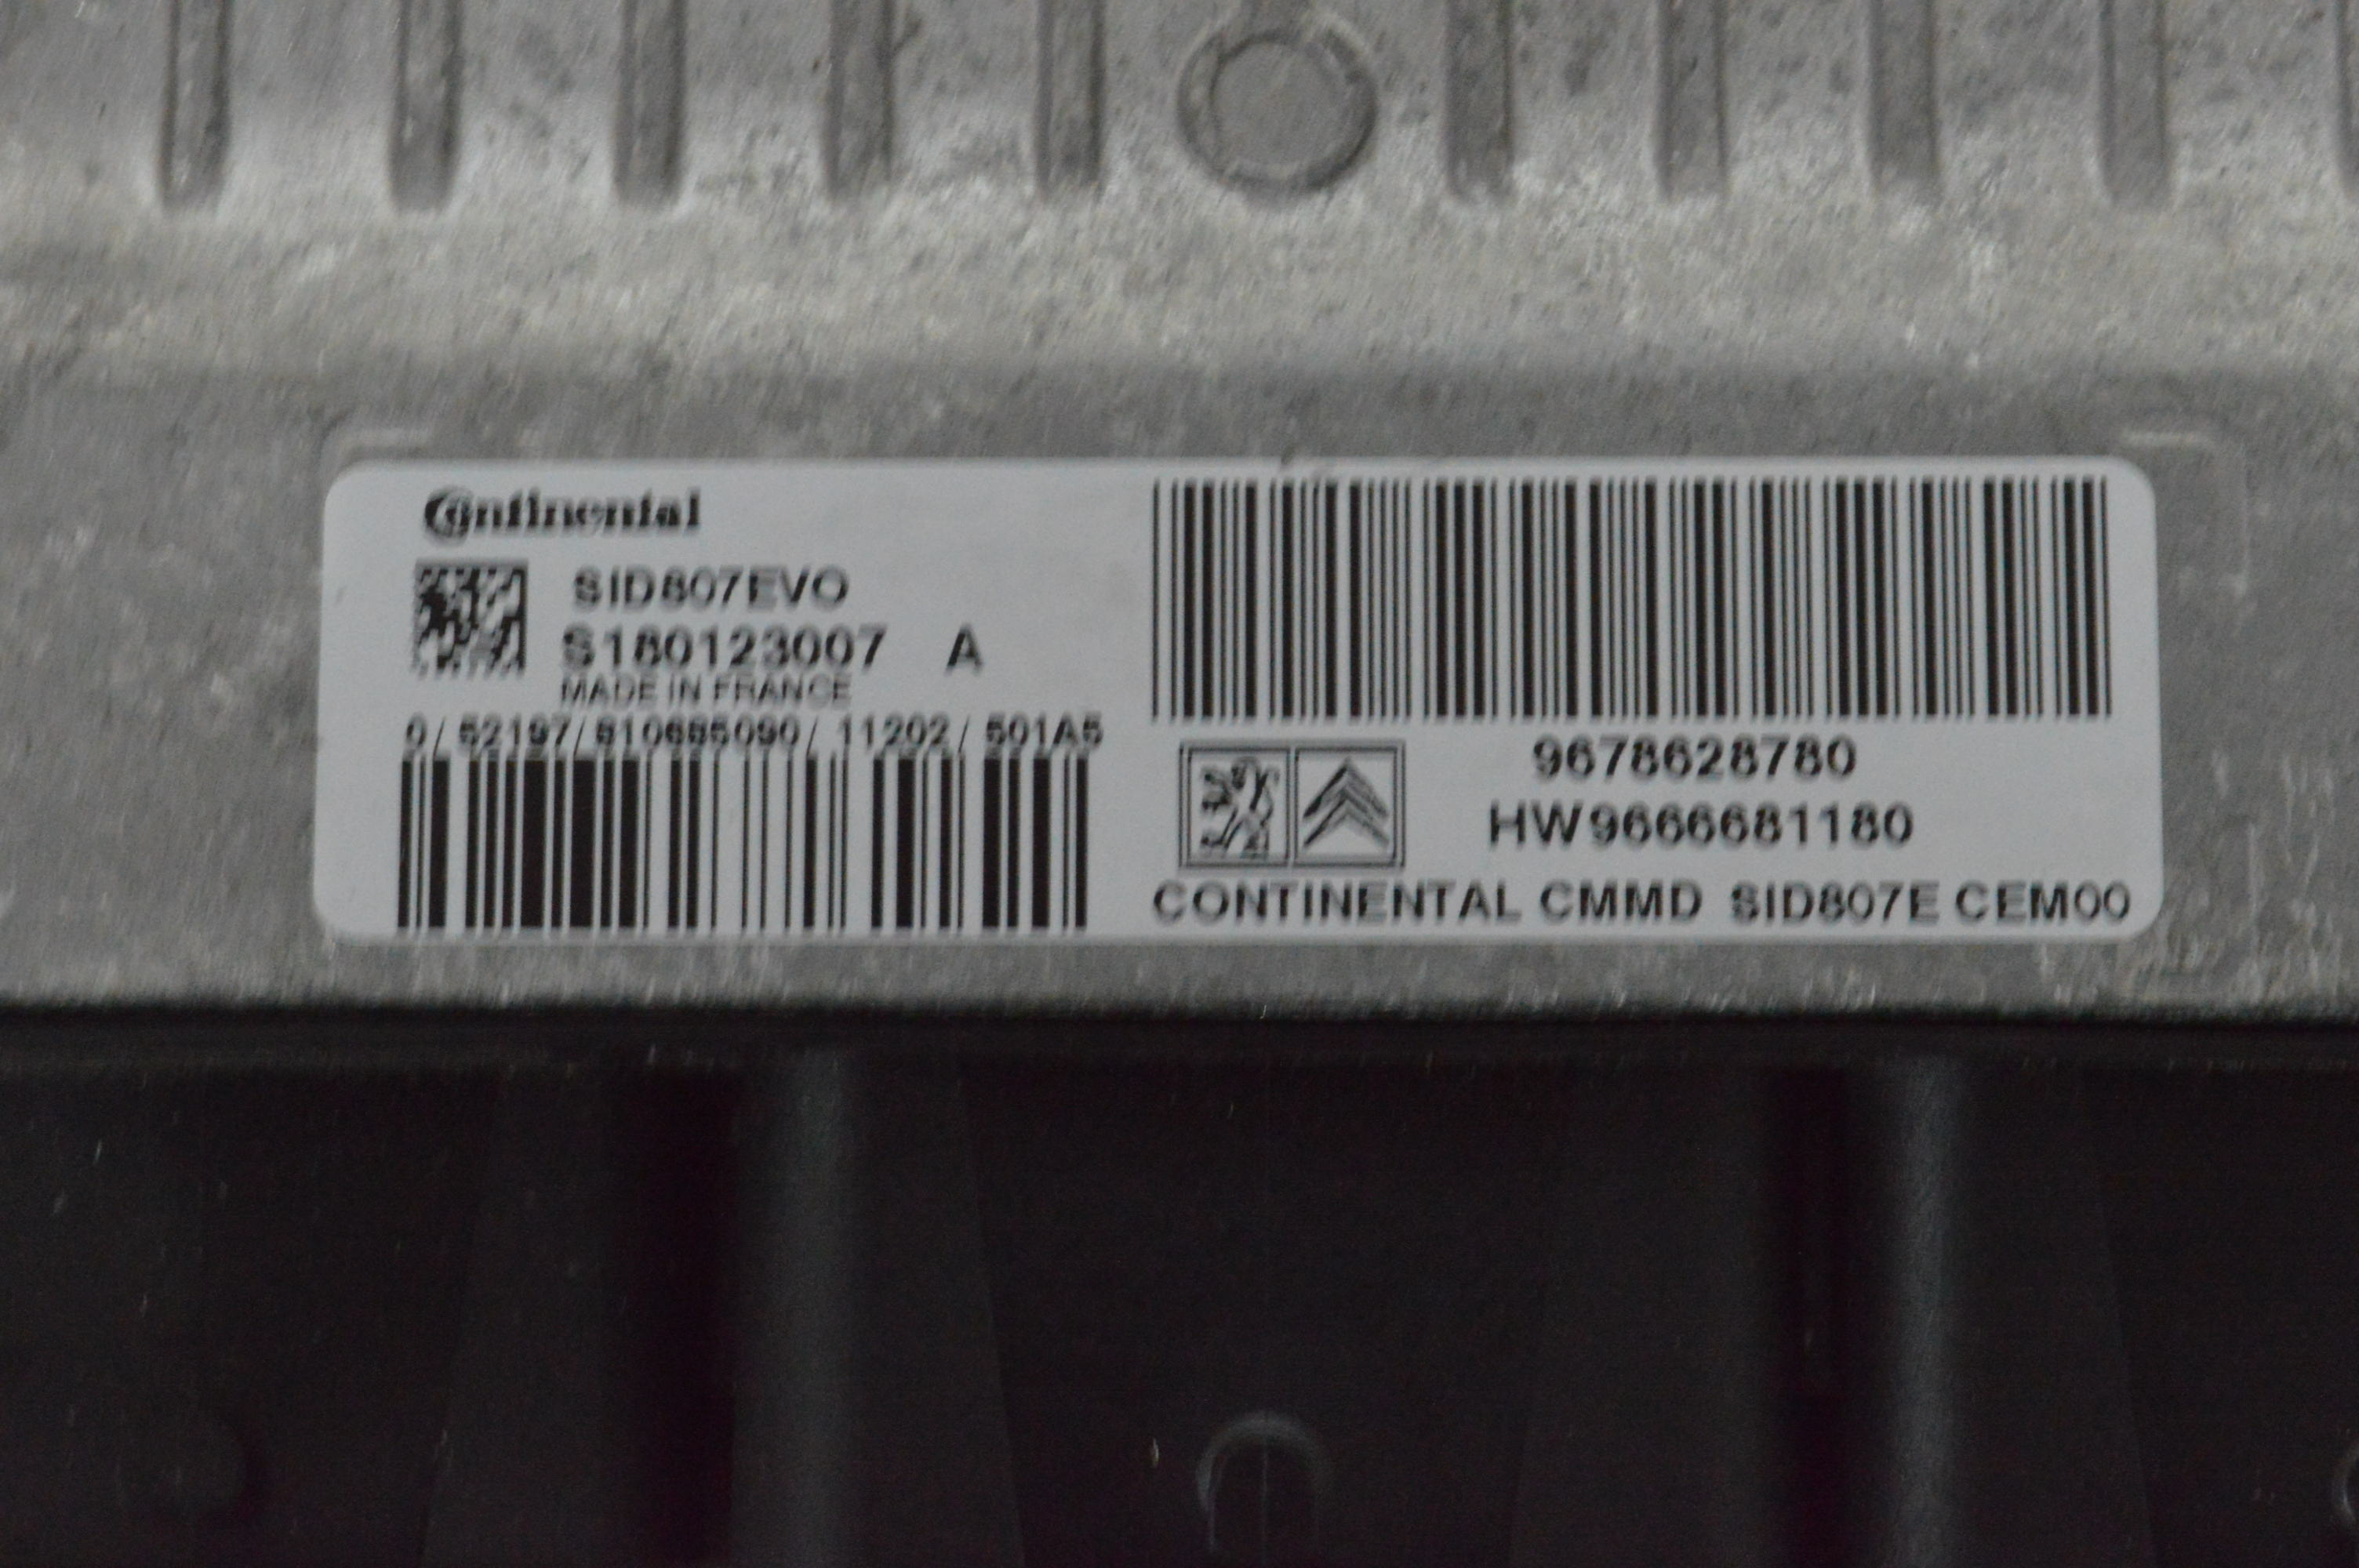 Continental
SID807EVO
S180123007 A
MADE IN FRANCE
0/ 52197/810685090/ 11202/ 501A5
9678628780
HW9666681180
CONTINENTAL CMMD SID807E CEM00